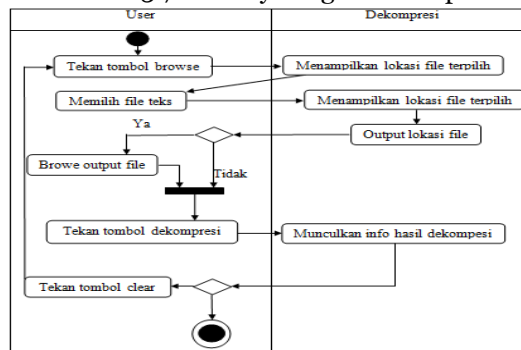 User
Dekompresi
Tekan tombol browse
Menampilkan lokasi file terpilih
Memilih file teks
Menampilkan lokasi file terpilih
Ya
Output lokasi file
Browe output file
Tidak
Tekan tombol dekompresi
Munculkan info hasil dekompesi
Tekan tombol clear